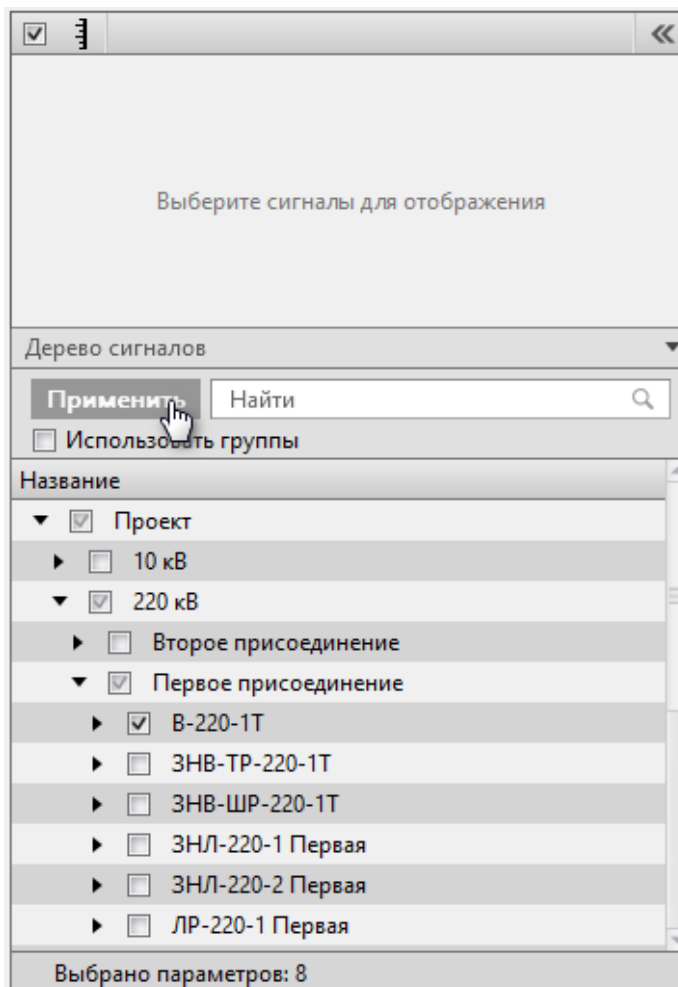 Выберите сигналы для отображения
Дерево сигналов
Применить Найти
Использовать группы
Название
Проект
10 кВ
220 кВ
Второе присоединение
Первое присоединение
В-220-1Т
ЗНВ-ТР-220-1Т
ЗНВ-ШР-220-1Т
ЗНЛ-220-1 Первая
ЗНЛ-220-2 Первая
ЛР-220-1 Первая
Выбрано параметров: 8